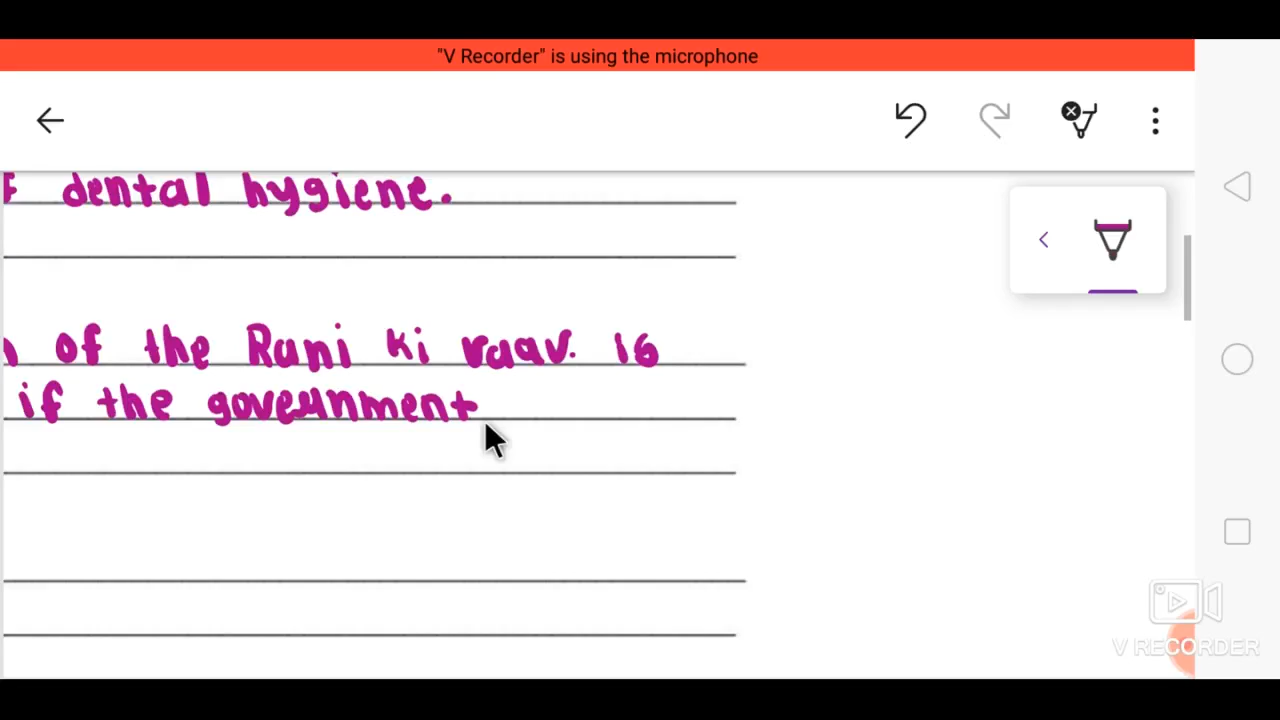 "V Recorder" is using the microphone
dental hygiene.
of the Rani ki vaav. is
if the government
V RECORDER